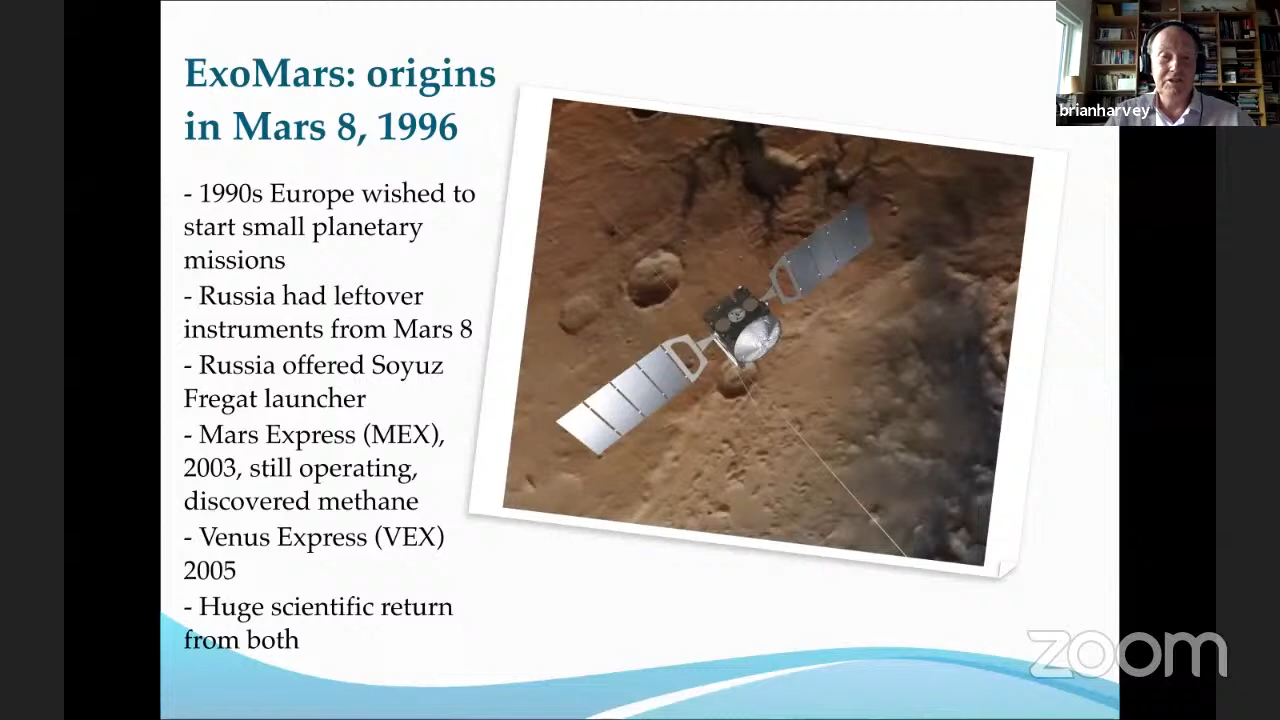 ExoMars: origins
in Mars 8, 1996
- 1990s Europe wished to
start small planetary
missions
- Russia had leftover
instruments from Mars 8
- Russia offered Soyuz
Fregat launcher
- Mars Express (MEX),
2003, still operating,
discovered methane
- Venus Express (VEX)
2005
- Huge scientific return
from both
brianharvey
zoom